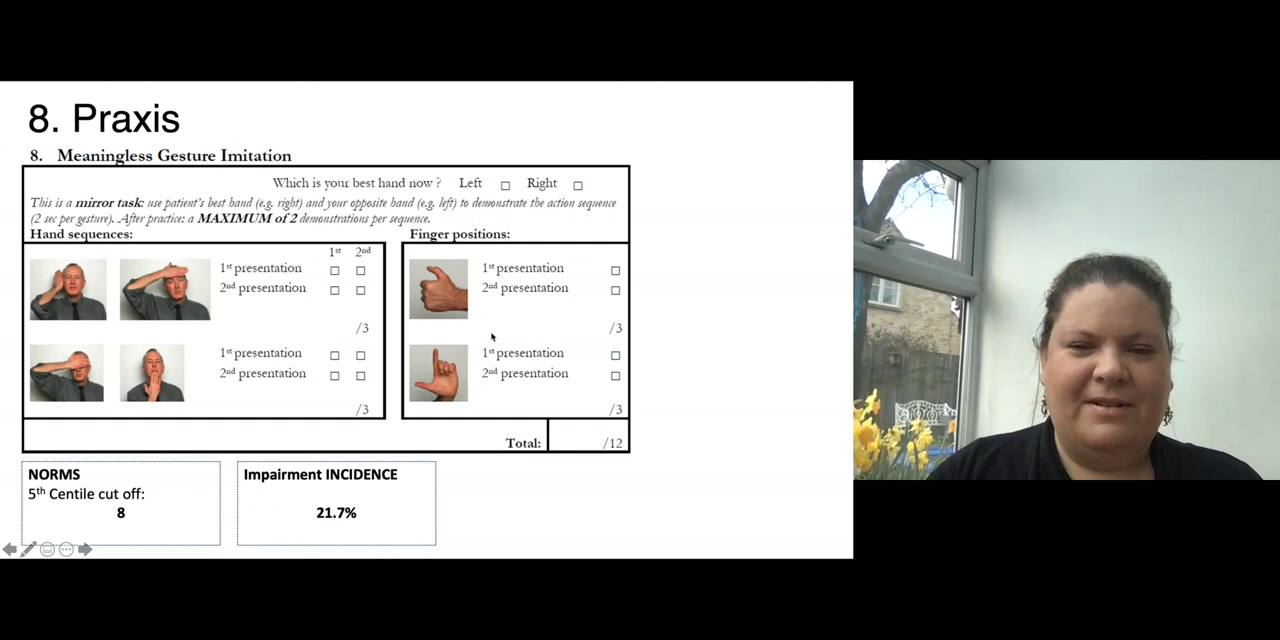 8. Praxis
8. Meaningless Gesture Imitation
Which is your best hand now ? Left □ Right □
This is a mirror task: use patient's best hand (e.g. right) and your opposite hand (e.g. left) to demonstrate the action sequence
(2 sec per gesture). After practice: a MAXIMUM of 2 demonstrations per sequence.
Hand sequences:
1st 2nd
1st presentation □ □
2nd presentation □ □
/3
1st presentation □ □
2nd presentation □ □
/3
Finger positions:
1st presentation □
2nd presentation □
/3
1st presentation □
2nd presentation □
/3
Total: /12
NORMS
5th Centile cut off:
8
Impairment INCIDENCE
21.7%